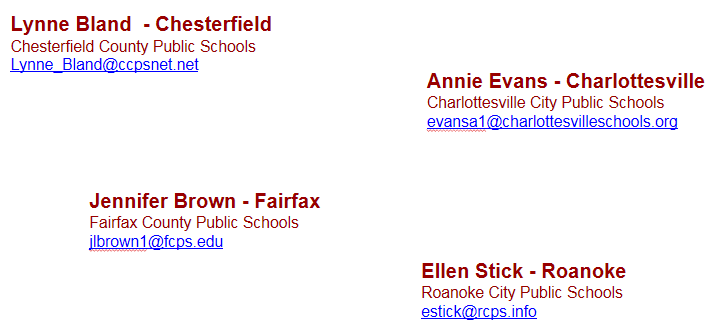 Lynne Bland - Chesterfield
Chesterfield County Public Schools
Lynne_Bland@ccpsnet.net
Annie Evans - Charlottesville
Charlottesville City Public Schools
evansa1@charlottesvilleschools.org
Jennifer Brown - Fairfax
Fairfax County Public Schools
jlbrown1@fcps.edu
Ellen Stick - Roanoke
Roanoke City Public Schools
estick@rcps.info